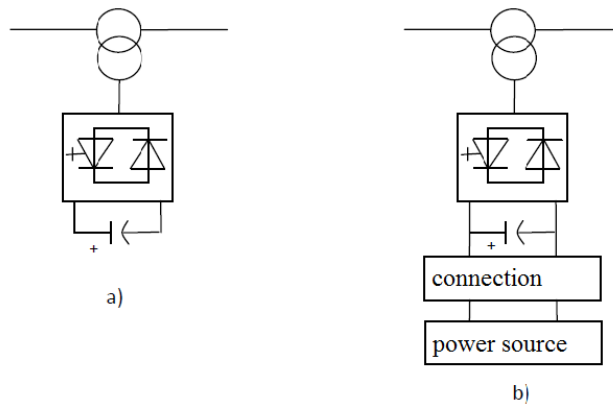 +
+
connection
power source
a)
b)